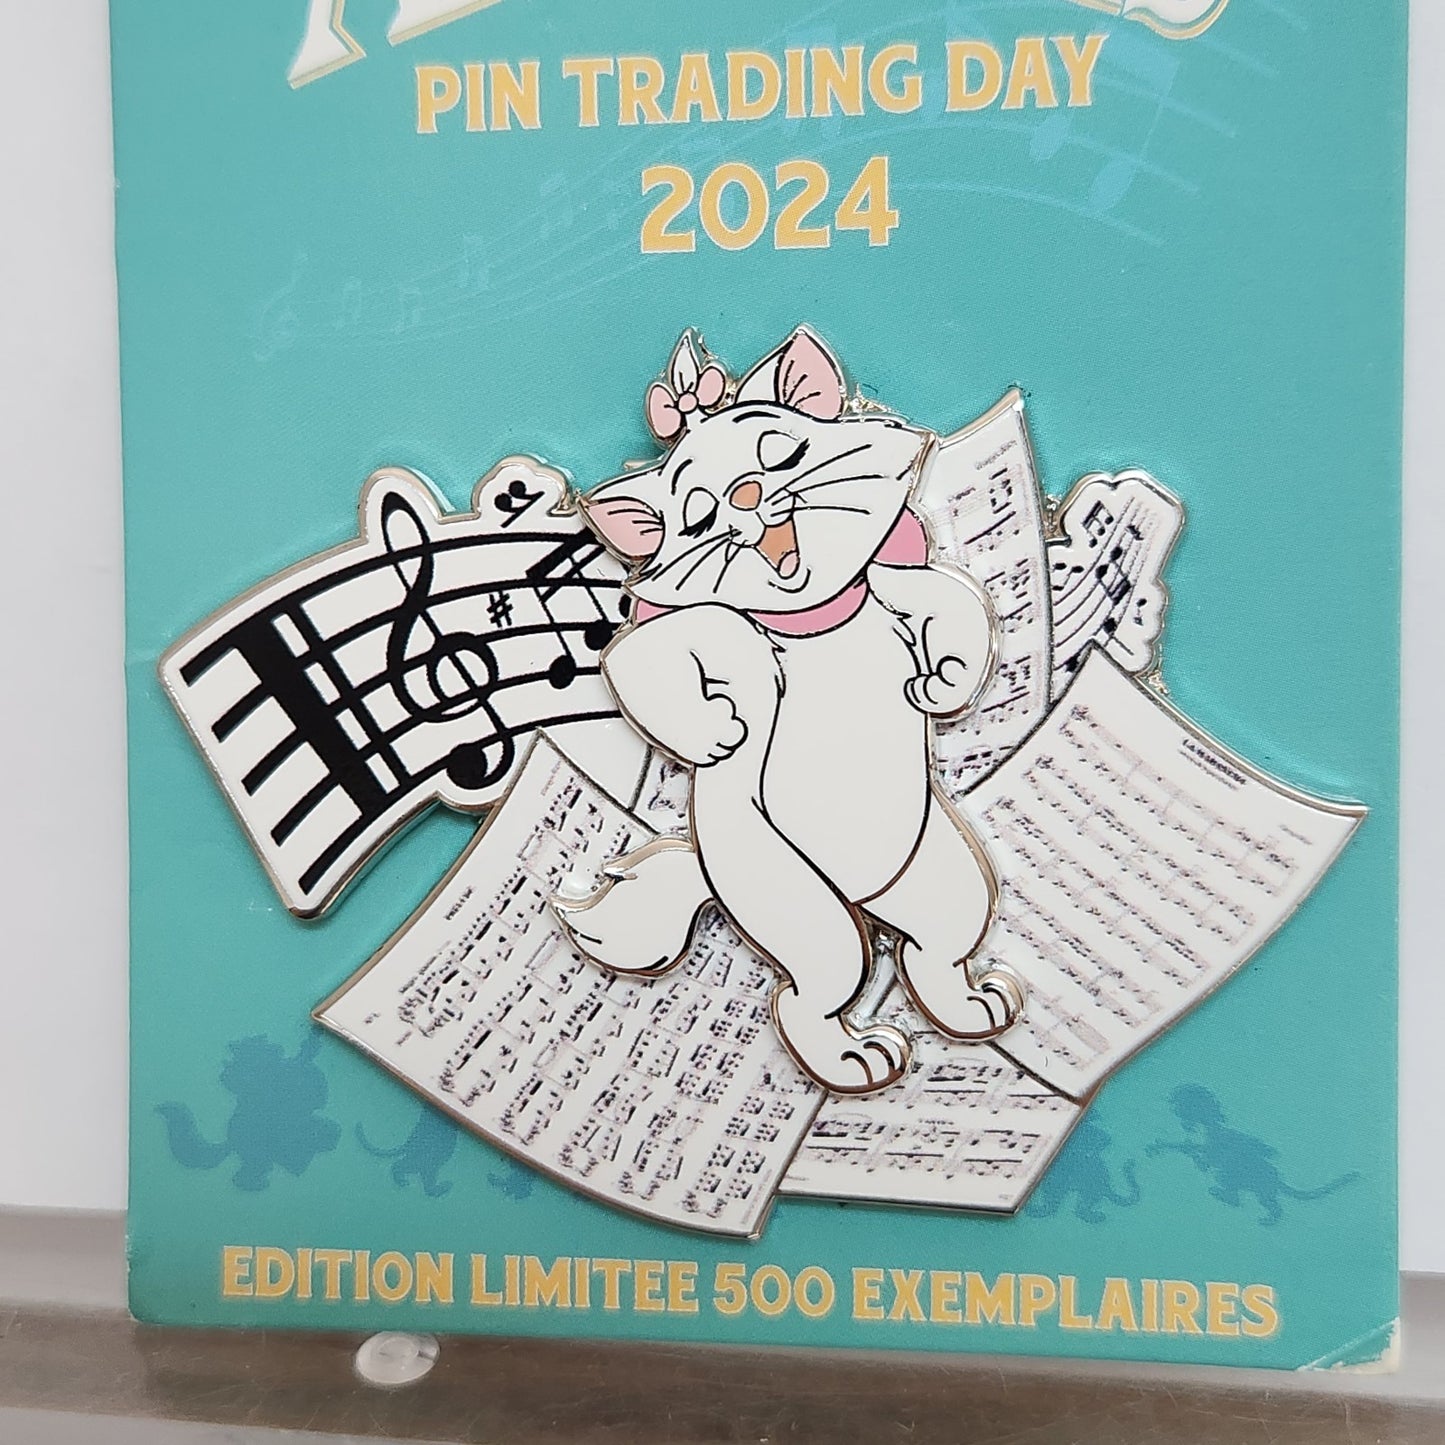 PIN TRADING DAY
2024
EDITION LIMITEE 500 EXEMPLAIRES